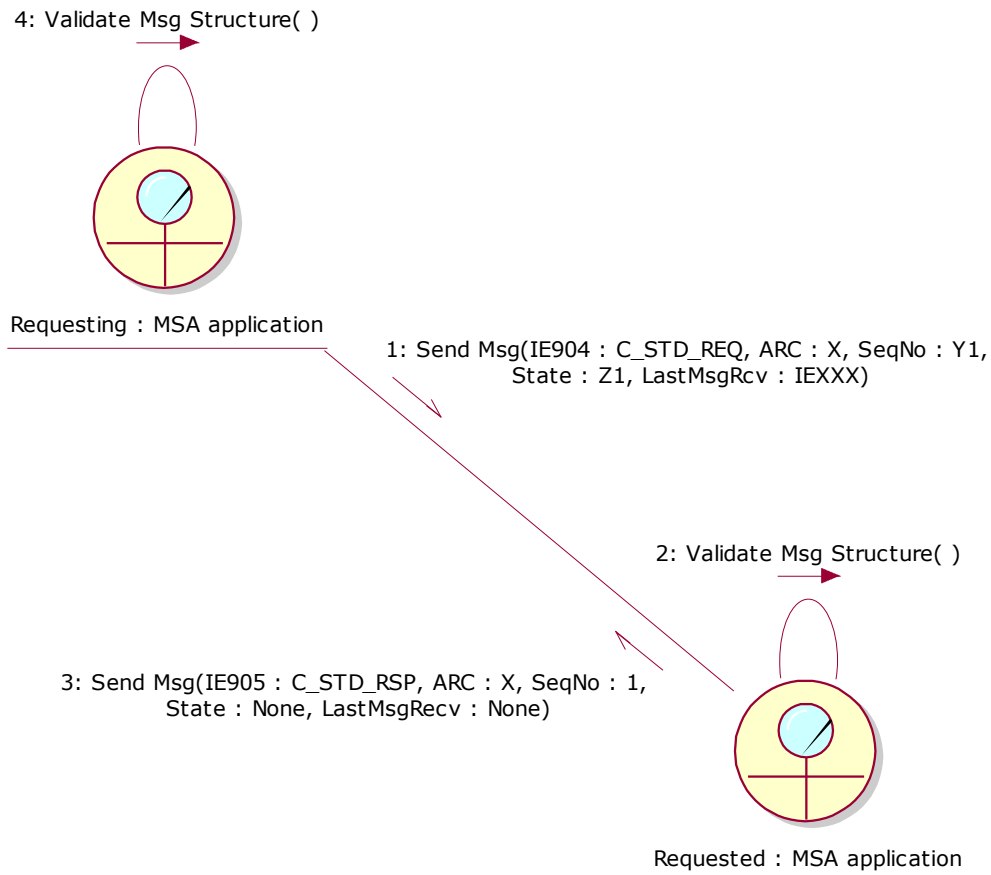 4: Validate Msg Structure( )
Requesting : MSA application
1: Send Msg(IE904 : C_STD_REQ, ARC : X, SeqNo : Y1,
State : Z1, LastMsgRcv : IEXXX)
2: Validate Msg Structure( )
3: Send Msg(IE905 : C_STD_RSP, ARC : X, SeqNo : 1,
State : None, LastMsgRecv : None)
Requested : MSA application